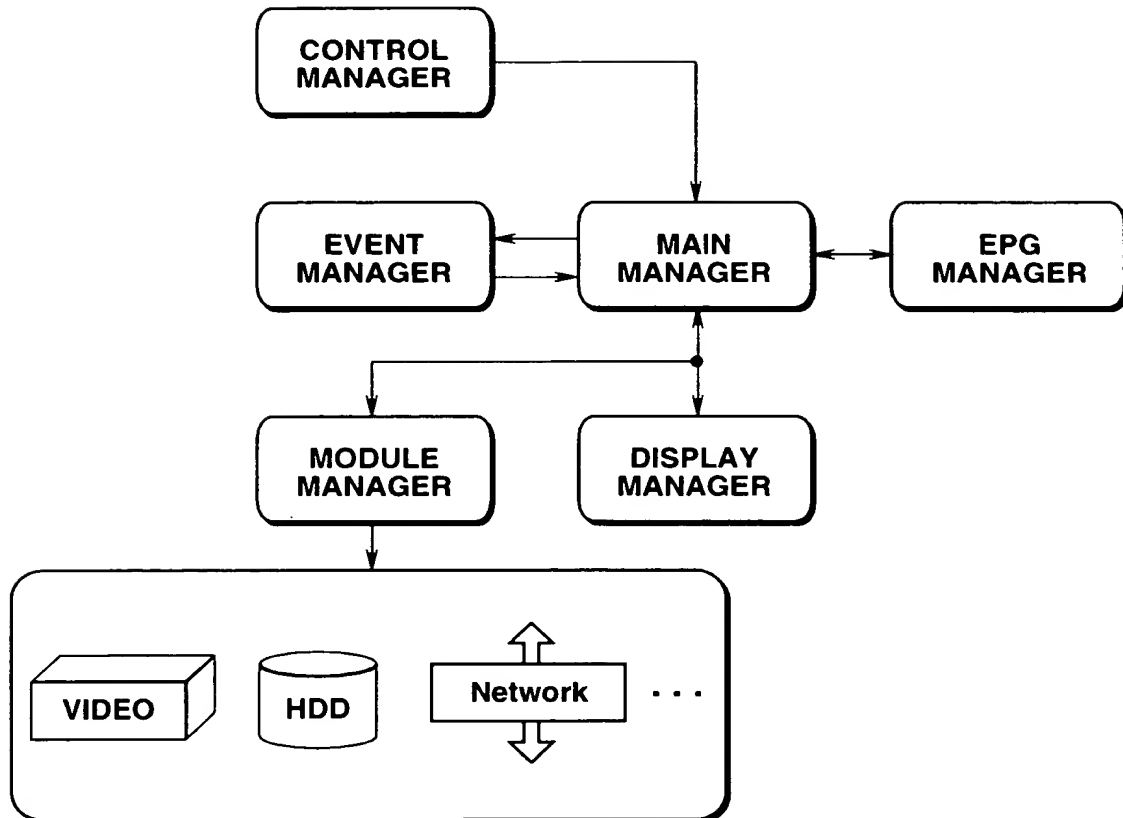 CONTROL
MANAGER
EVENT
MANAGER
MAIN
MANAGER
EPG
MANAGER
MODULE
MANAGER
DISPLAY
MANAGER
VIDEO
HDD
Network
...